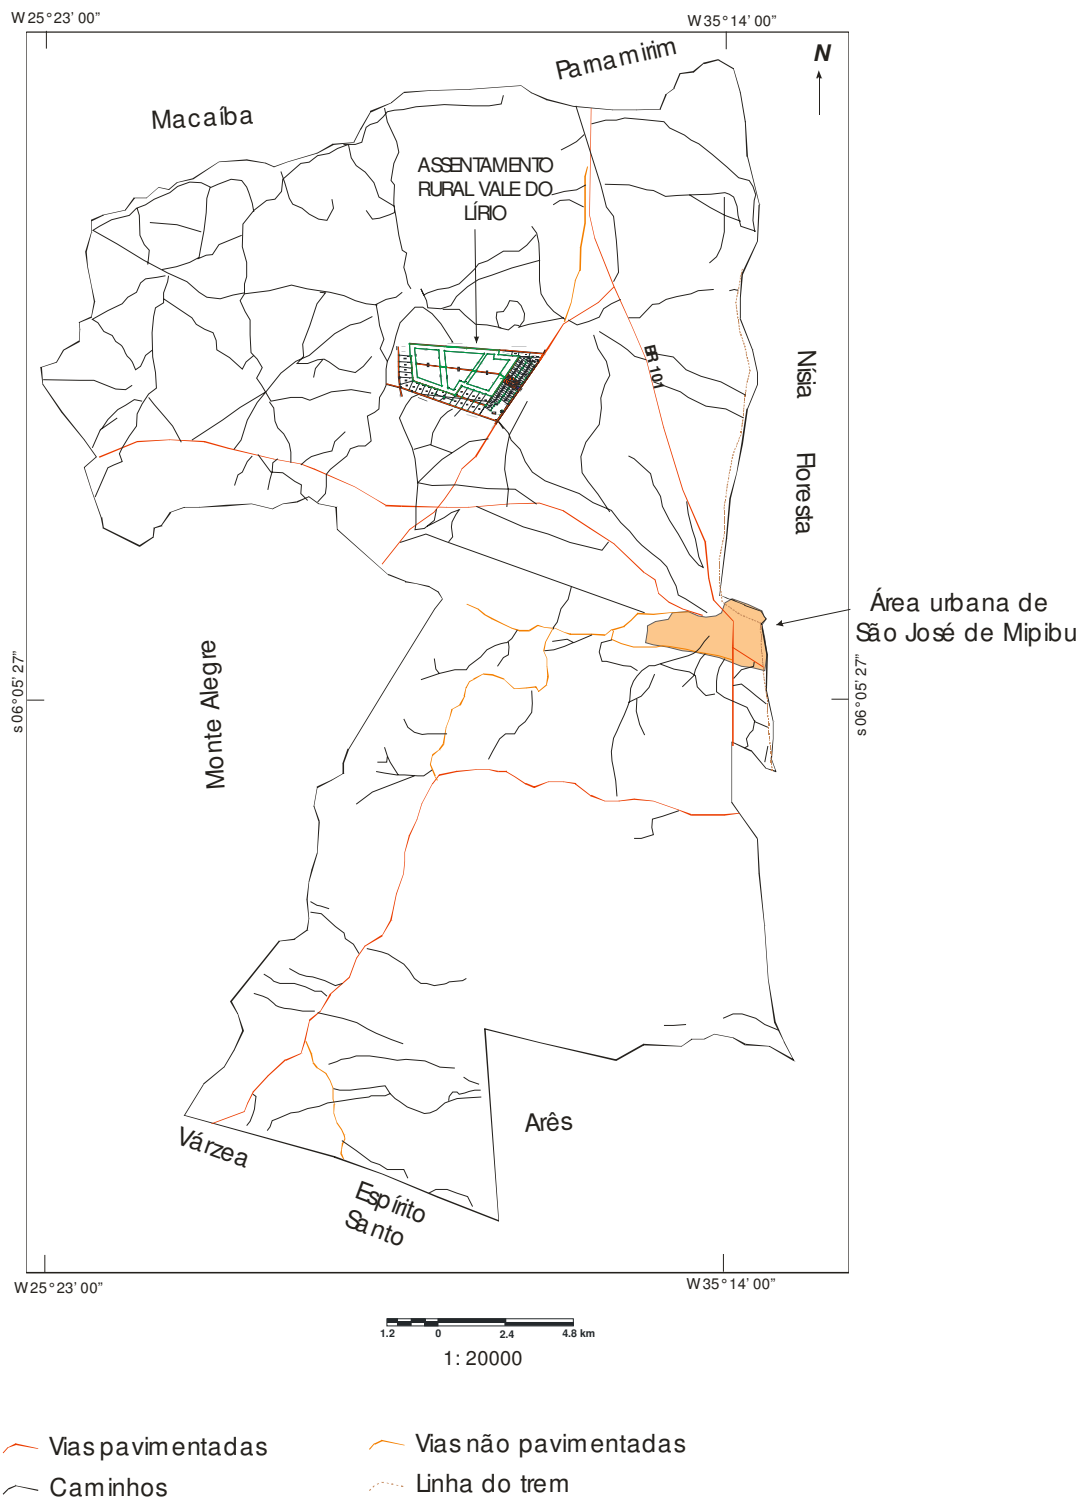 W 25° 23' 00"
W 35° 14' 00"
Parnamirim
N
Macaíba
ASSENTAMENTO
RURAL VALE DO
LÍRIO
BR 101
Nísia Floresta
Área urbana de
São José de Mipibu
Monte Alegre
s 06° 05' 27"
s 06° 05' 27"
Arês
Várzea
Espírito
Santo
W 25° 23' 00"
W 35° 14' 00"
1.2 0 2.4 4.8 km
1: 20000
Vias pavimentadas
Vias não pavimentadas
Caminhos
Linha do trem